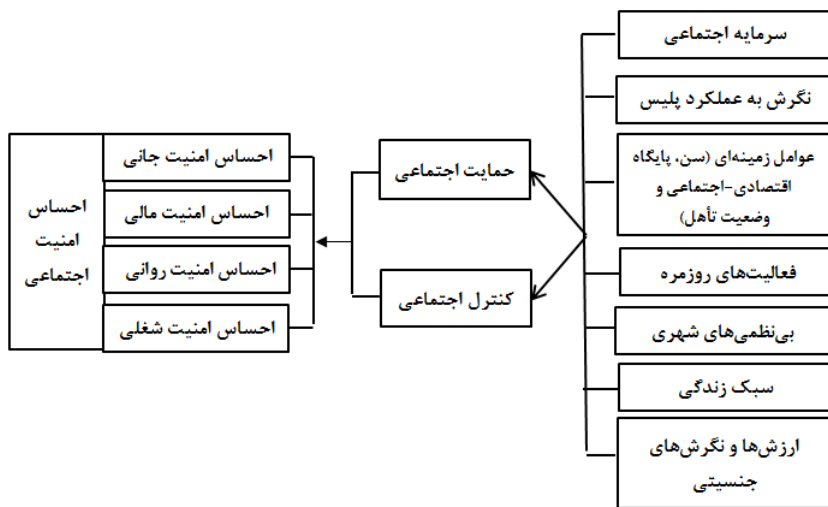 سرمایه اجتماعی
نگرش به عملکرد پلیس
عوامل زمینه‌ای (سن، پایگاه
اقتصادی-اجتماعی و
وضعیت تأهل)
فعالیت‌های روزمره
بی‌نظمی‌های شهری
سبک زندگی
ارزش‌ها و نگرش‌های
جنسیتی
حمایت اجتماعی
کنترل اجتماعی
احساس امنیت جانی
احساس امنیت مالی
احساس امنیت روانی
احساس امنیت شغلی
احساس
امنیت
اجتماعی